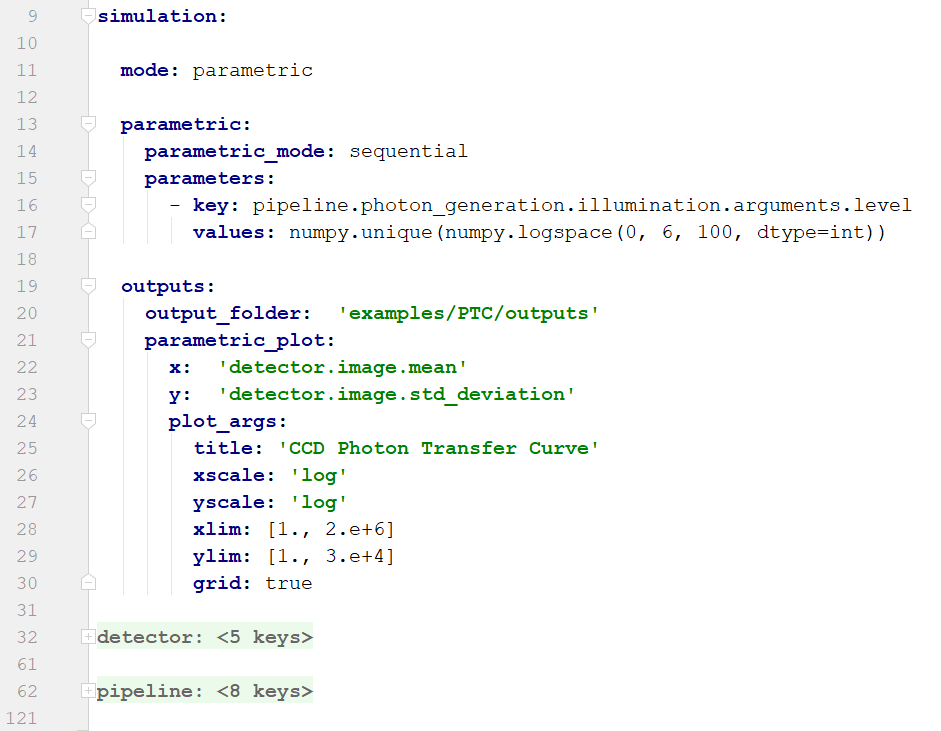 9 simulation:
10
11 mode: parametric
12
13 parametric:
14 parametric_mode: sequential
15 parameters:
16 - key: pipeline.photon_generation.illumination.arguments.level
17 values: numpy.unique(numpy.logspace(0, 6, 100, dtype=int))
18
19 outputs:
20 output_folder: 'examples/PTC/outputs'
21 parametric_plot:
22 x: 'detector.image.mean'
23 y: 'detector.image.std_deviation'
24 plot_args:
25 title: 'CCD Photon Transfer Curve'
26 xscale: 'log'
27 yscale: 'log'
28 xlim: [1., 2.e+6]
29 ylim: [1., 3.e+4]
30 grid: true
31
32 detector: <5 keys>
61
62 pipeline: <8 keys>
121